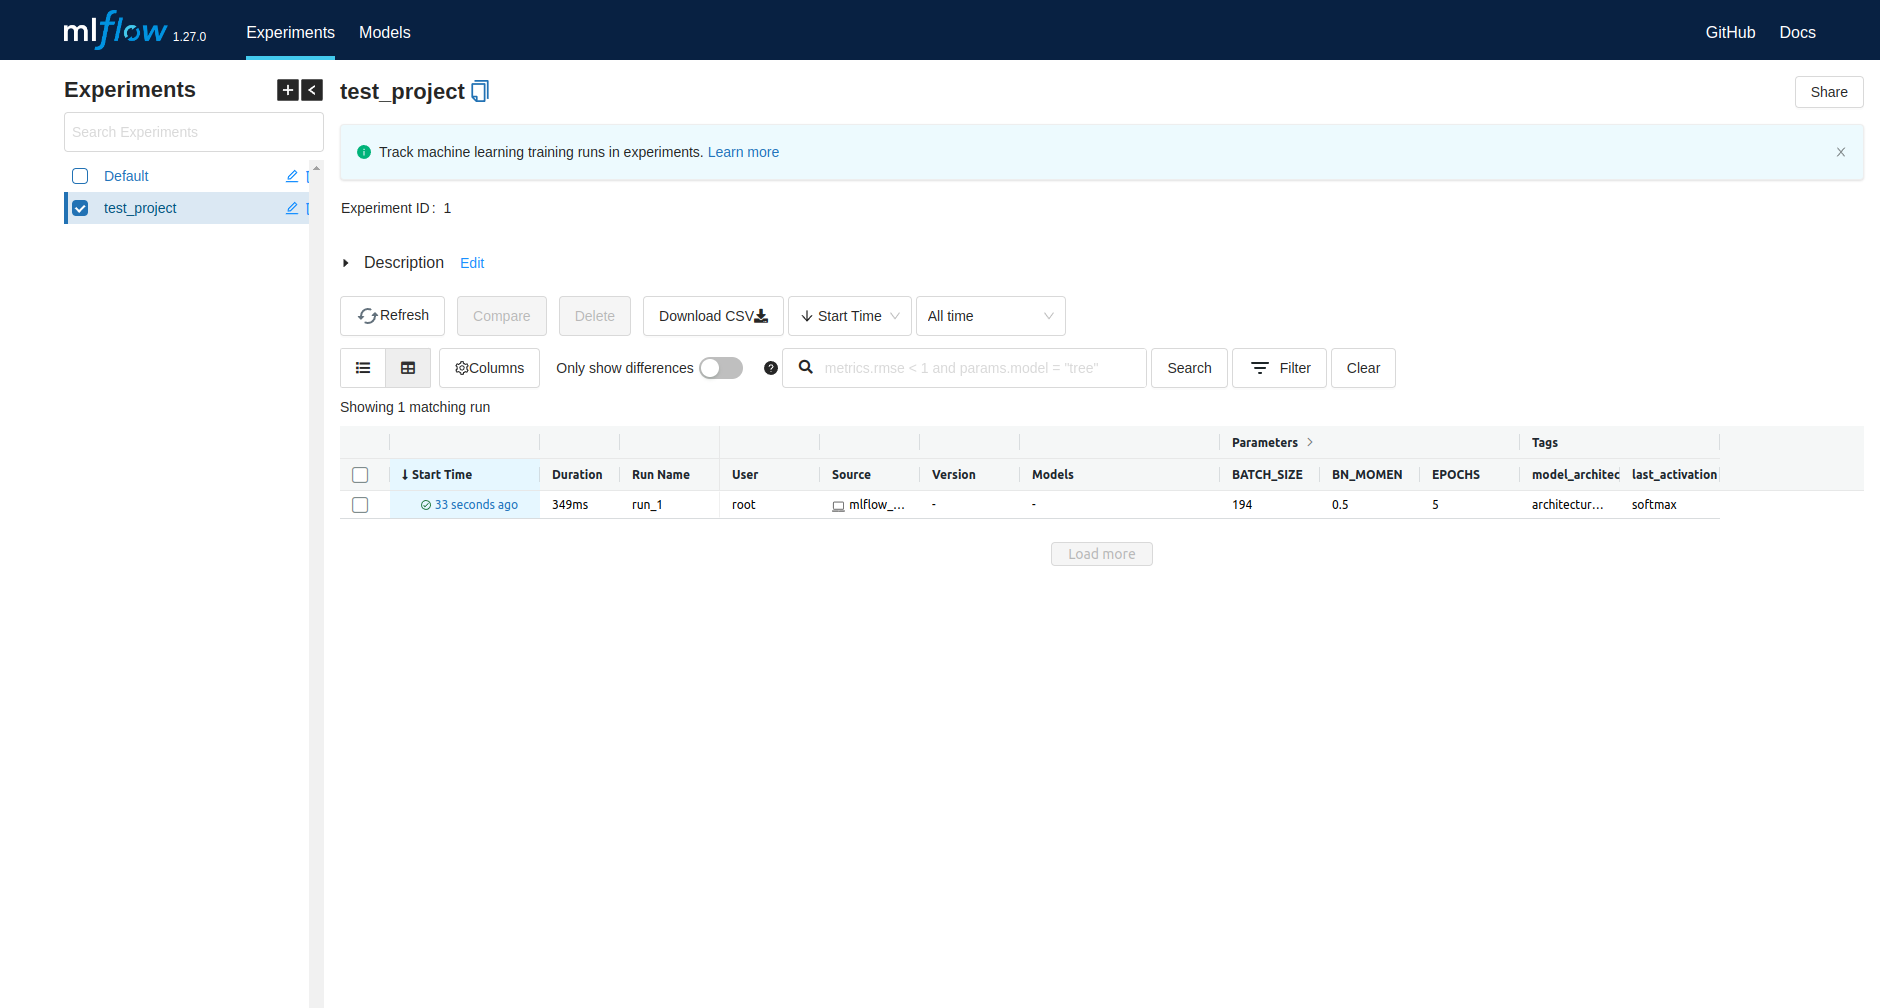 mlflow 1.27.0 Experiments Models GitHub Docs
Experiments
Search Experiments
Default
test_project
test_project Share
Track machine learning training runs in experiments. Learn more
Experiment ID: 1
Description Edit
Refresh Compare Delete Download CSV Start Time All time
Columns Only show differences metrics.rmse < 1 and params.model = "tree" Search Filter Clear
Showing 1 matching run
Parameters > Tags
↓ Start Time Duration Run Name User Source Version Models BATCH_SIZE BN_MOMEN EPOCHS model_architec last_activation
33 seconds ago 349ms run_1 root mlflow_... - - 194 0.5 5 architectur... softmax
Load more